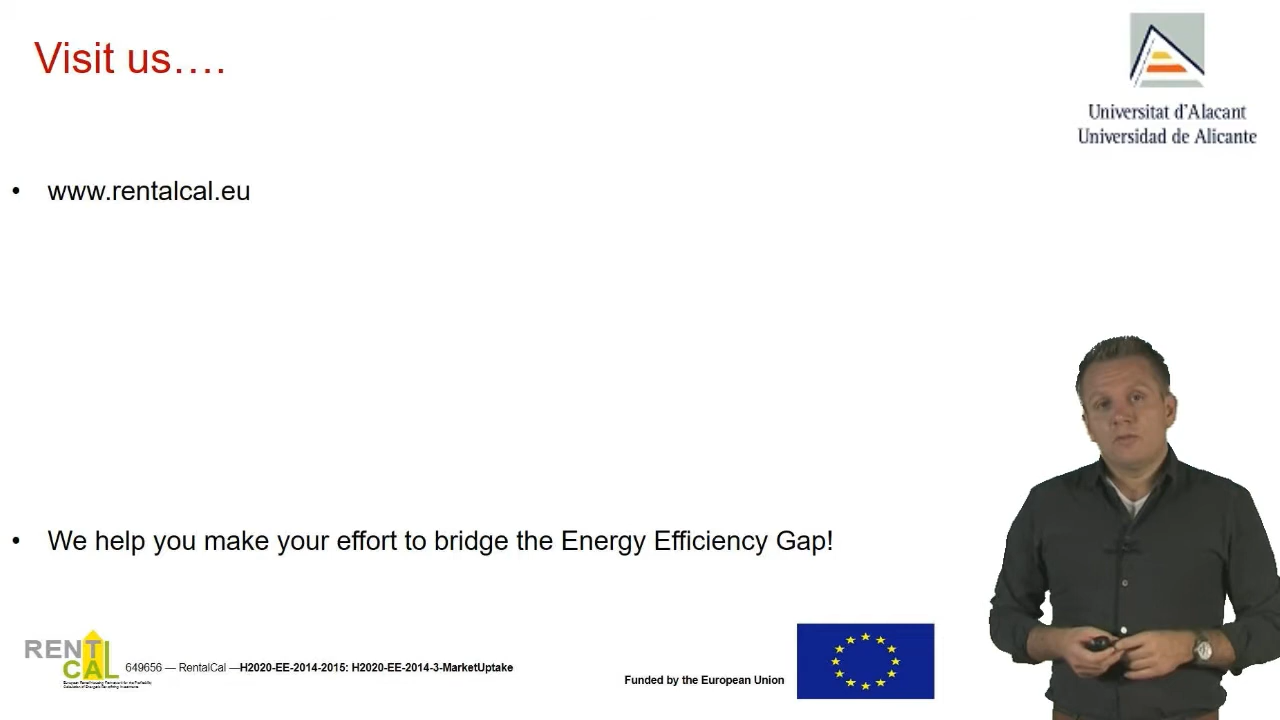 Visit us….
Universitat d'Alacant
Universidad de Alicante
• www.rentalcal.eu
• We help you make your effort to bridge the Energy Efficiency Gap!
RENT
CAL
649656 — RentalCal —H2020-EE-2014-2015: H2020-EE-2014-3-MarketUptake
Funded by the European Union